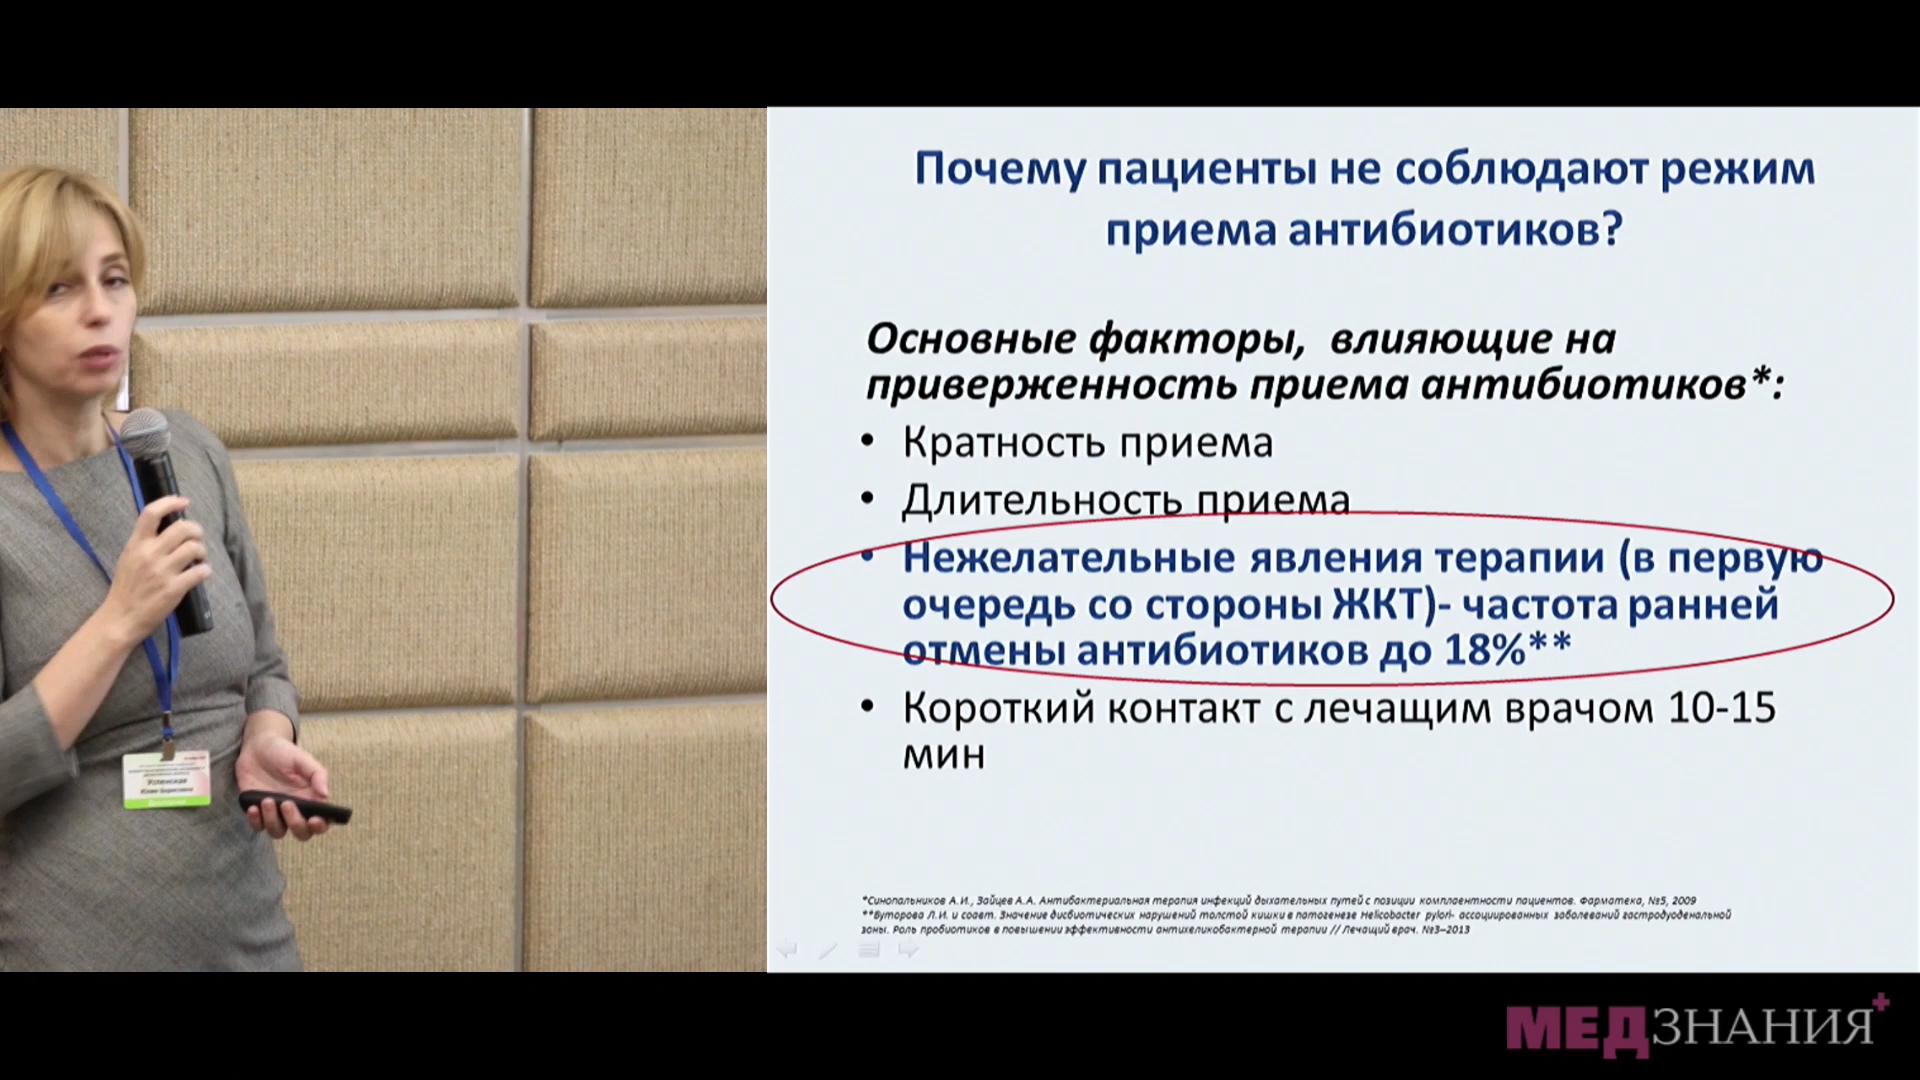 Почему пациенты не соблюдают режим
приема антибиотиков?
Основные факторы, влияющие на
приверженность приема антибиотиков*:
• Кратность приема
• Длительность приема
• Нежелательные явления терапии (в первую
очередь со стороны ЖКТ)- частота ранней
отмены антибиотиков до 18%**
• Короткий контакт с лечащим врачом 10-15
мин
*Синопальников А.И., Зайцев А.А. Антибактериальная терапия инфекций дыхательных путей с позиции комплаентности пациентов. Фарматека, №5, 2009
**Буторова Л.И. и соавт. Значение дисбиотических нарушений толстой кишки в патогенезе Helicobacter pylori- ассоциированных заболеваний гастродуоденальной
зоны. Роль пробиотиков в повышении эффективности антихеликобактерной терапии // Лечащий врач. №3–2013
Успенская
Юлия Борисовна
МЕДЗНАНИЯ+